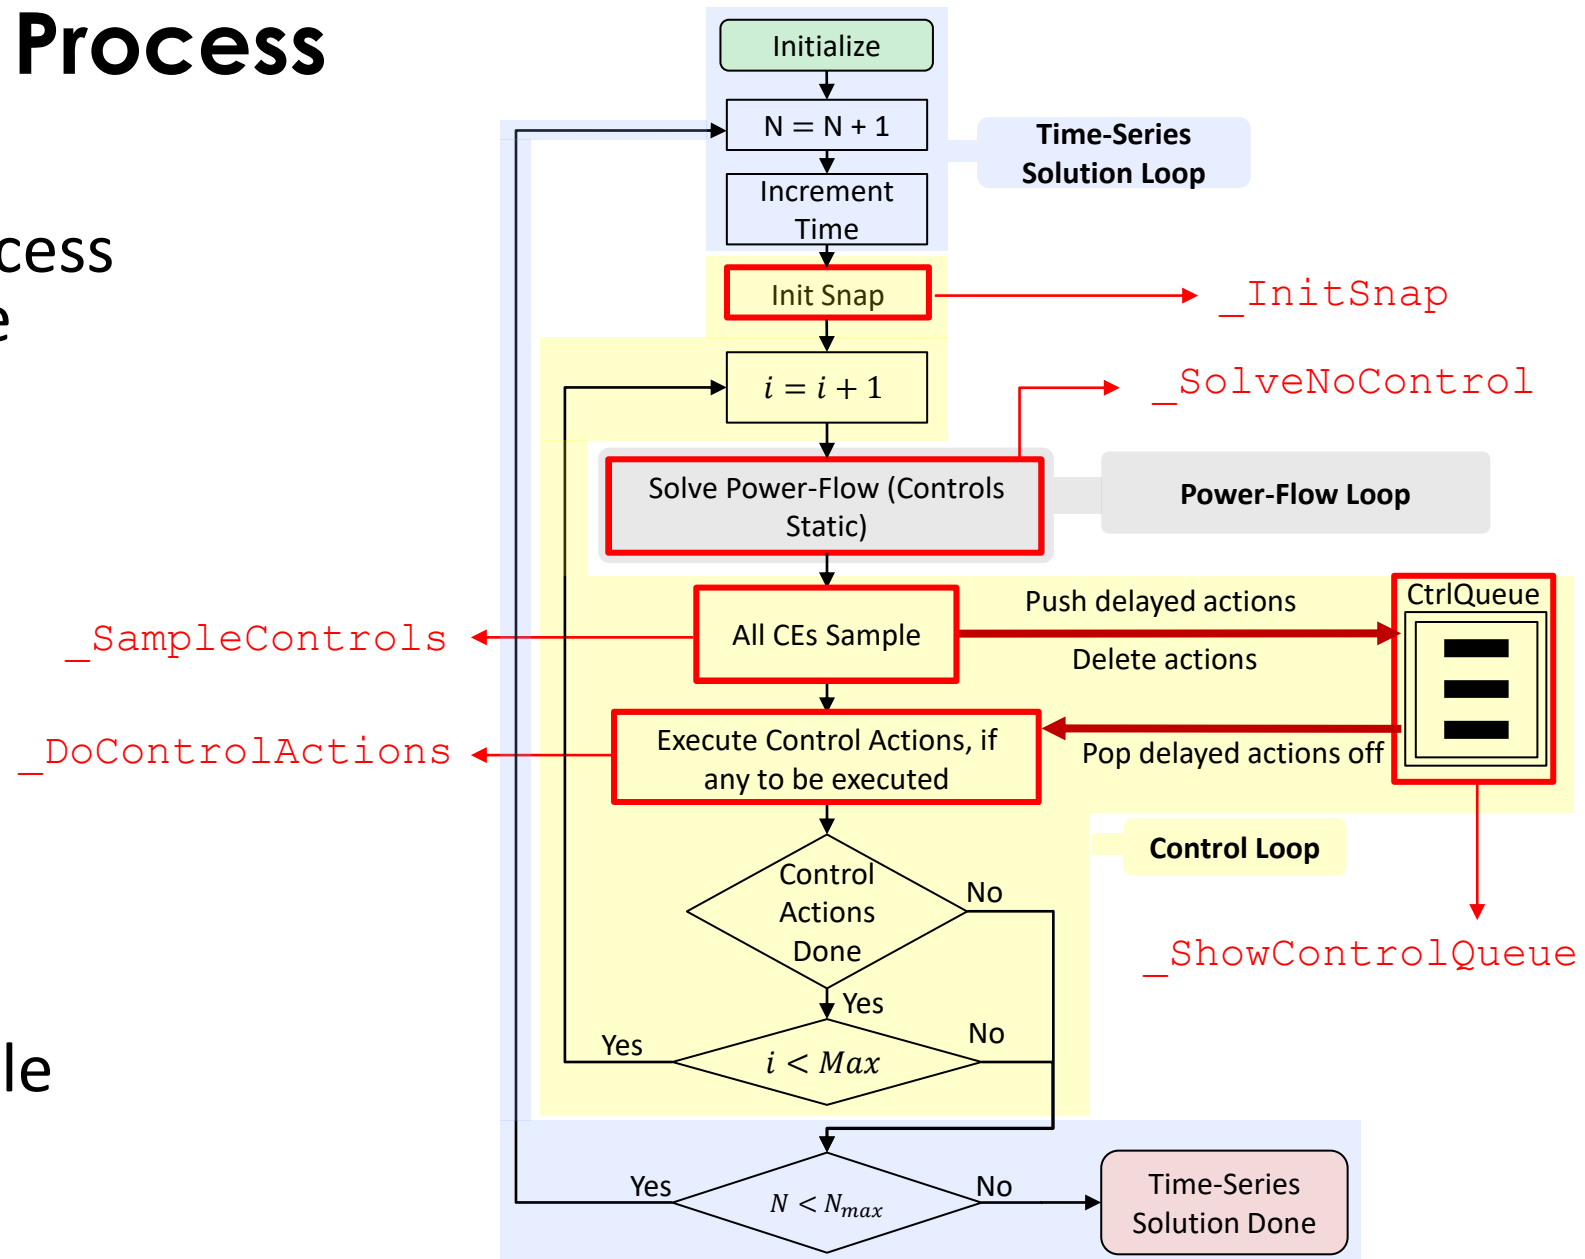 Process
cess
e
le
Initialize
N = N + 1
Time-Series
Solution Loop
Increment
Time
Init Snap
_InitSnap
i = i + 1
_SolveNoControl
Solve Power-Flow (Controls
Static)
Power-Flow Loop
All CEs Sample
_SampleControls
Push delayed actions
Delete actions
CtrlQueue
Execute Control Actions, if
any to be executed
_DoControlActions
Pop delayed actions off
Control Loop
Control
Actions
Done
No
Yes
_ShowControlQueue
i < Max
Yes
No
N < Nmax
Yes
No
Time-Series
Solution Done